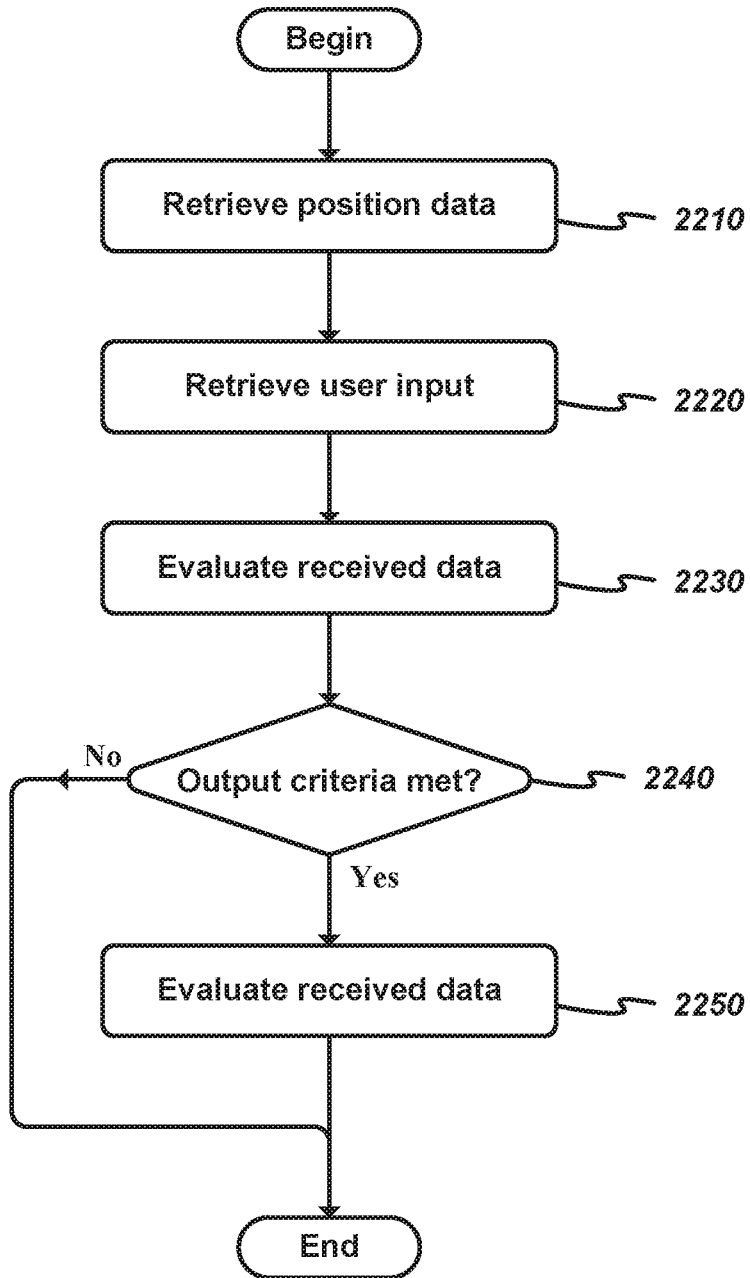 Begin
Retrieve position data
2210
Retrieve user input
2220
Evaluate received data
2230
No
Output criteria met?
2240
Yes
Evaluate received data
2250
End